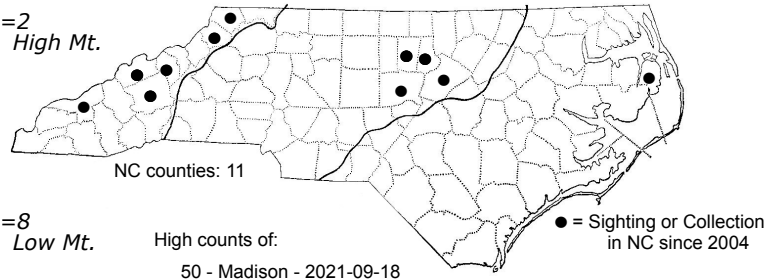 =2
High Mt.
NC counties: 11
=8
Low Mt.
High counts of:
50 - Madison - 2021-09-18
● = Sighting or Collection
in NC since 2004